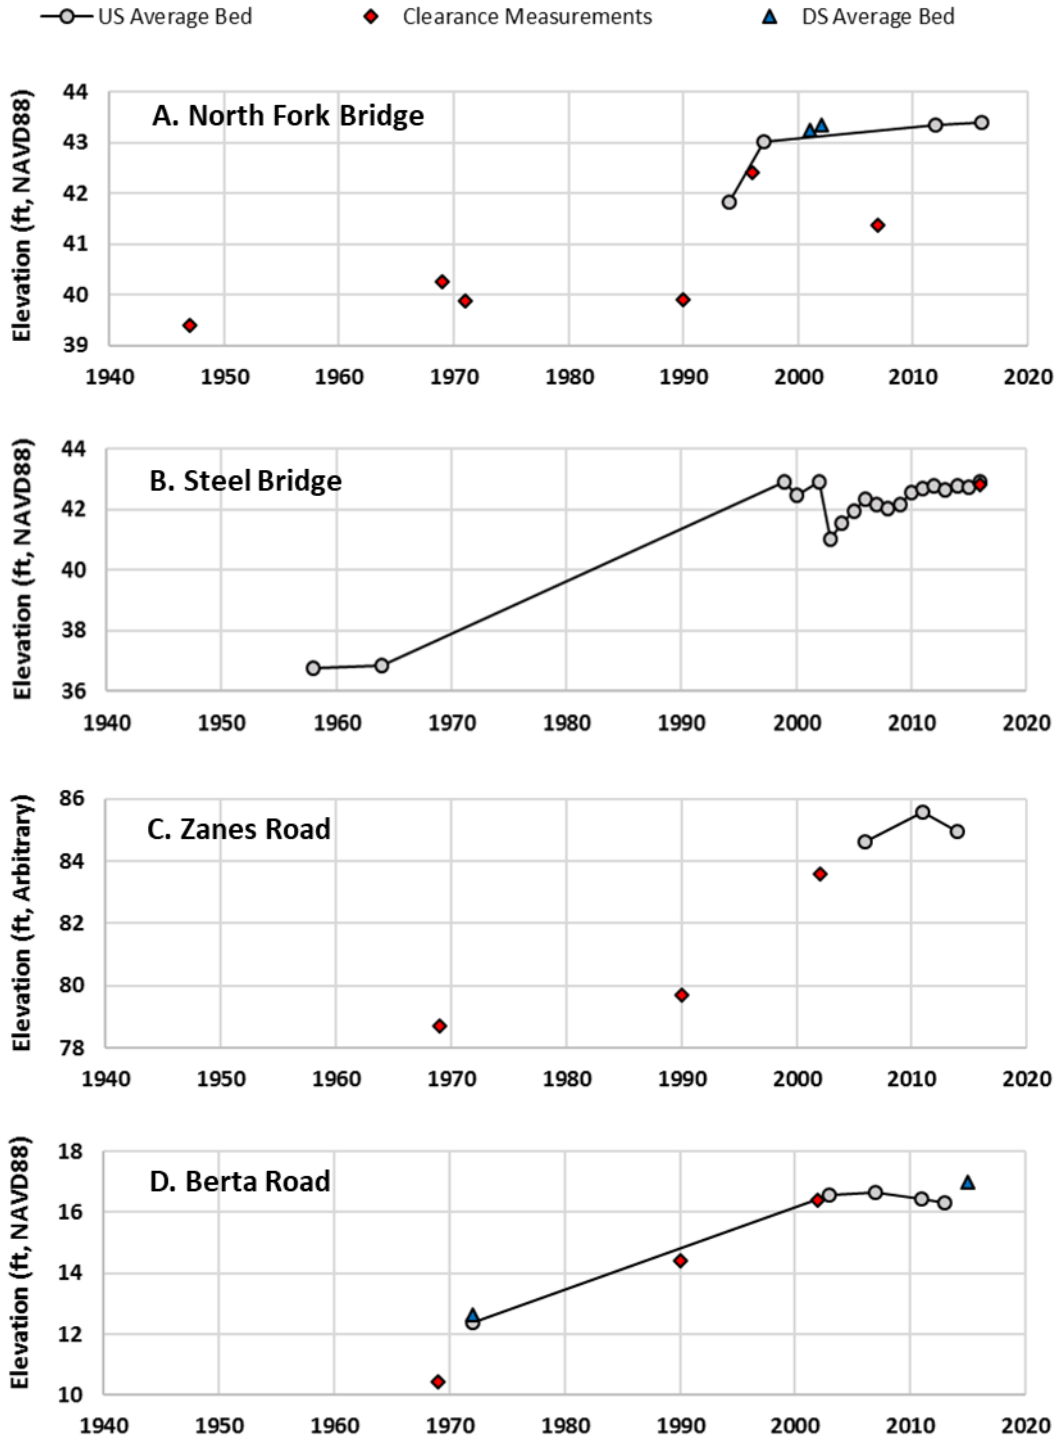 US Average Bed Clearance Measurements DS Average Bed
A. North Fork Bridge
Elevation (ft, NAVD88)
44
43
42
41
40
39
1940 1950 1960 1970 1980 1990 2000 2010 2020
B. Steel Bridge
Elevation (ft, NAVD88)
44
42
40
38
36
1940 1950 1960 1970 1980 1990 2000 2010 2020
C. Zanes Road
Elevation (ft, Arbitrary)
86
84
82
80
78
1940 1950 1960 1970 1980 1990 2000 2010 2020
D. Berta Road
Elevation (ft, NAVD88)
18
16
14
12
10
1940 1950 1960 1970 1980 1990 2000 2010 2020